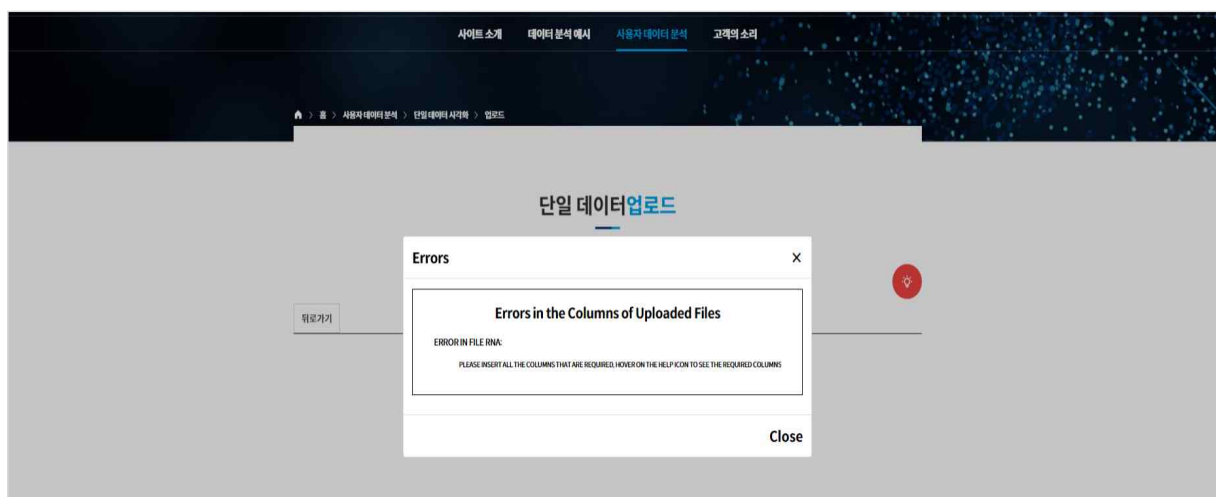 사이트 소개 데이터 분석 예시 사용자 데이터 분석 고객의 소리
> 홈 > 사용자 데이터 분석 > 단일 데이터 시각화 > 업로드
단일 데이터업로드
Errors X
Errors in the Columns of Uploaded Files
뒤로가기
ERROR IN FILE RNA:
PLEASE INSERT ALL THE COLUMNS THAT ARE REQUIRED, HOVER ON THE HELP ICON TO SEE THE REQUIRED COLUMNS
Close